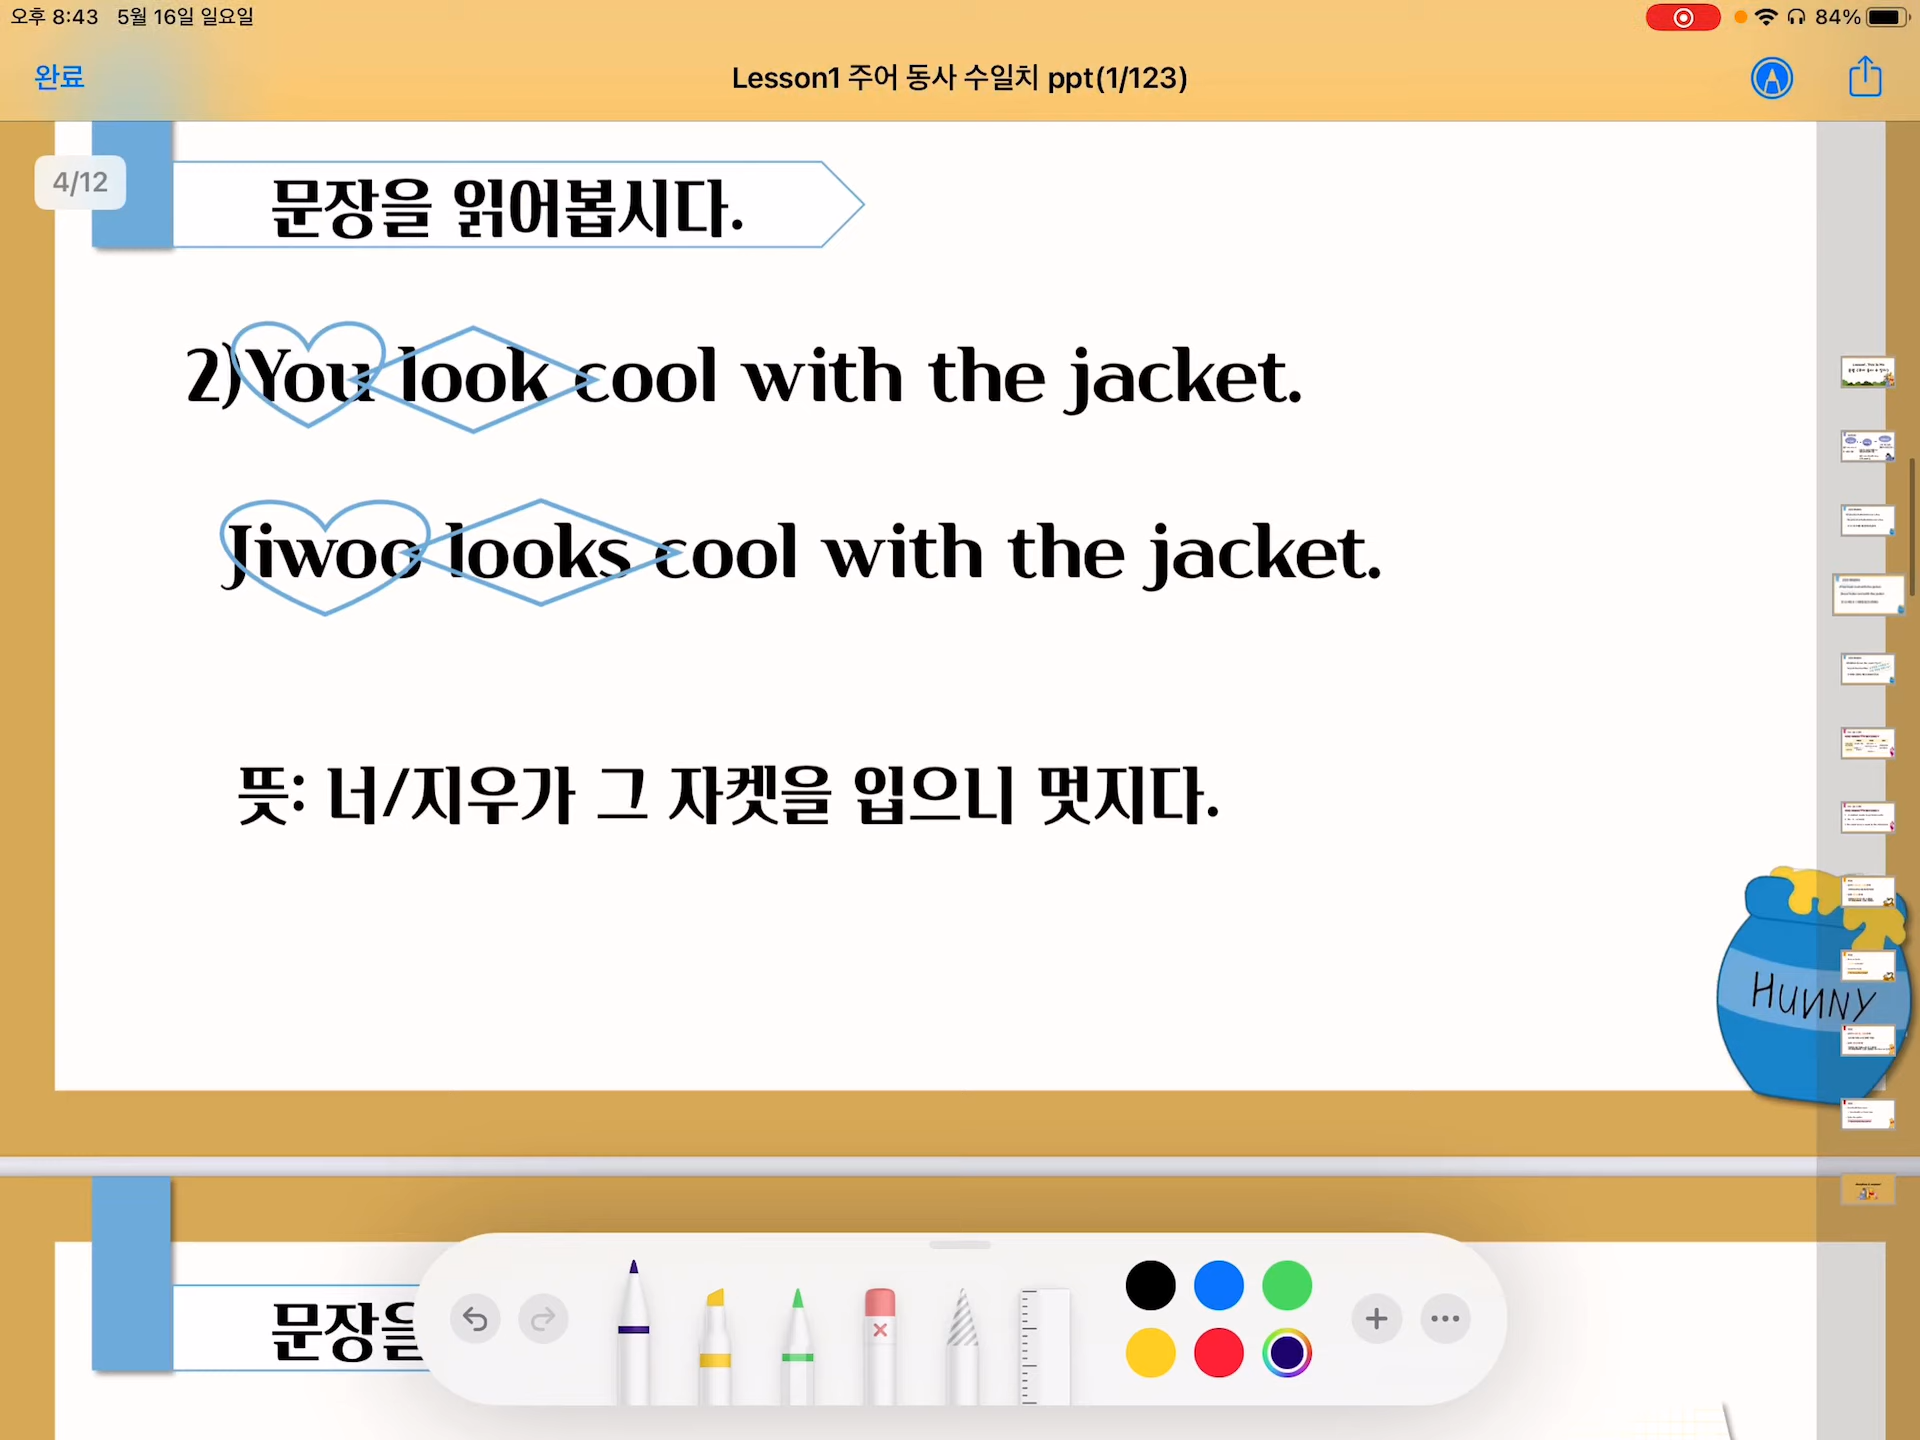 오후 8:43 5월 16일 일요일
84%
완료
Lesson1 주어 동사 수일치 ppt(1/123)
4/12
문장을 읽어봅시다.
2)You look cool with the jacket.
Jiwoo looks cool with the jacket.
뜻: 너/지우가 그 자켓을 입으니 멋지다.
HUNNY
문장을